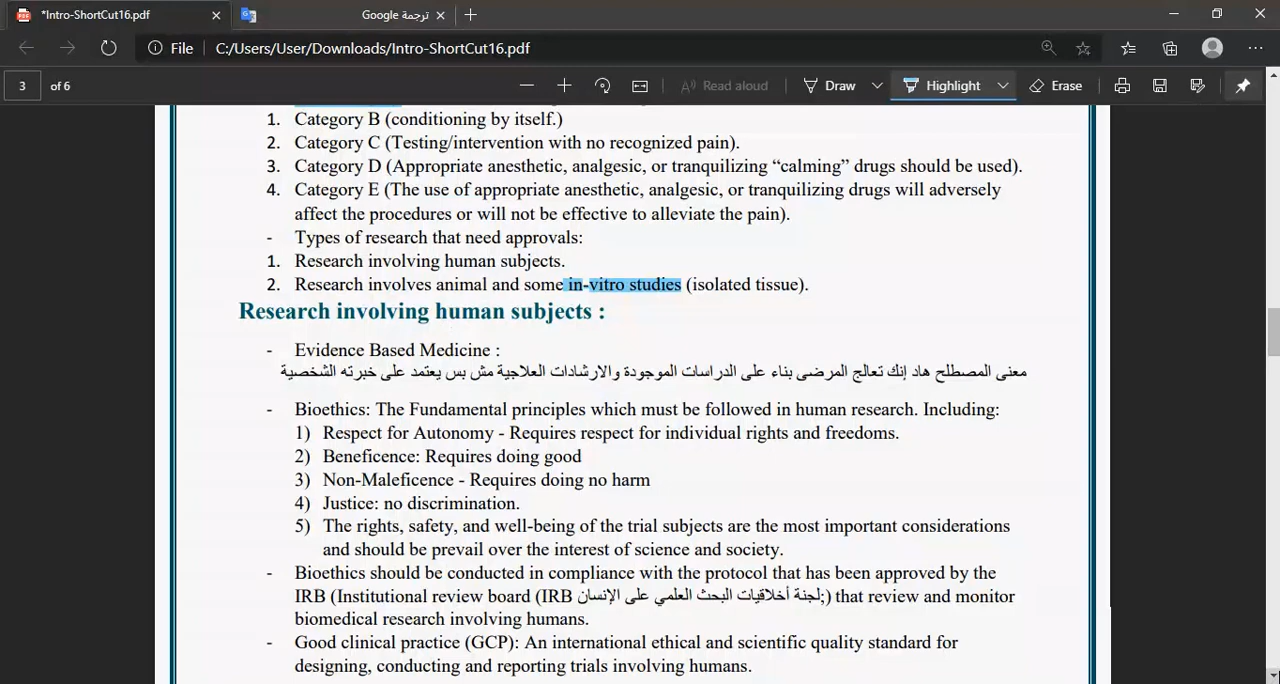 *Intro-ShortCut16.pdf
ترجمة Google
File C:/Users/User/Downloads/Intro-ShortCut16.pdf
3 of 6 Read aloud Draw Highlight Erase
1. Category B (conditioning by itself.)
2. Category C (Testing/intervention with no recognized pain).
3. Category D (Appropriate anesthetic, analgesic, or tranquilizing “calming” drugs should be used).
4. Category E (The use of appropriate anesthetic, analgesic, or tranquilizing drugs will adversely
affect the procedures or will not be effective to alleviate the pain).
- Types of research that need approvals:
1. Research involving human subjects.
2. Research involves animal and some in-vitro studies (isolated tissue).
Research involving human subjects :
- Evidence Based Medicine :
معنى المصطلح هاد إنك تعالج المرضى بناء على الدراسات الموجودة والارشادات العلاجية مش بس يعتمد على خبرته الشخصية
- Bioethics: The Fundamental principles which must be followed in human research. Including:
1) Respect for Autonomy - Requires respect for individual rights and freedoms.
2) Beneficence: Requires doing good
3) Non-Maleficence - Requires doing no harm
4) Justice: no discrimination.
5) The rights, safety, and well-being of the trial subjects are the most important considerations
and should be prevail over the interest of science and society.
- Bioethics should be conducted in compliance with the protocol that has been approved by the
IRB (Institutional review board (IRB لجنة أخلاقيات البحث العلمي على الإنسان;) that review and monitor
biomedical research involving humans.
- Good clinical practice (GCP): An international ethical and scientific quality standard for
designing, conducting and reporting trials involving humans.